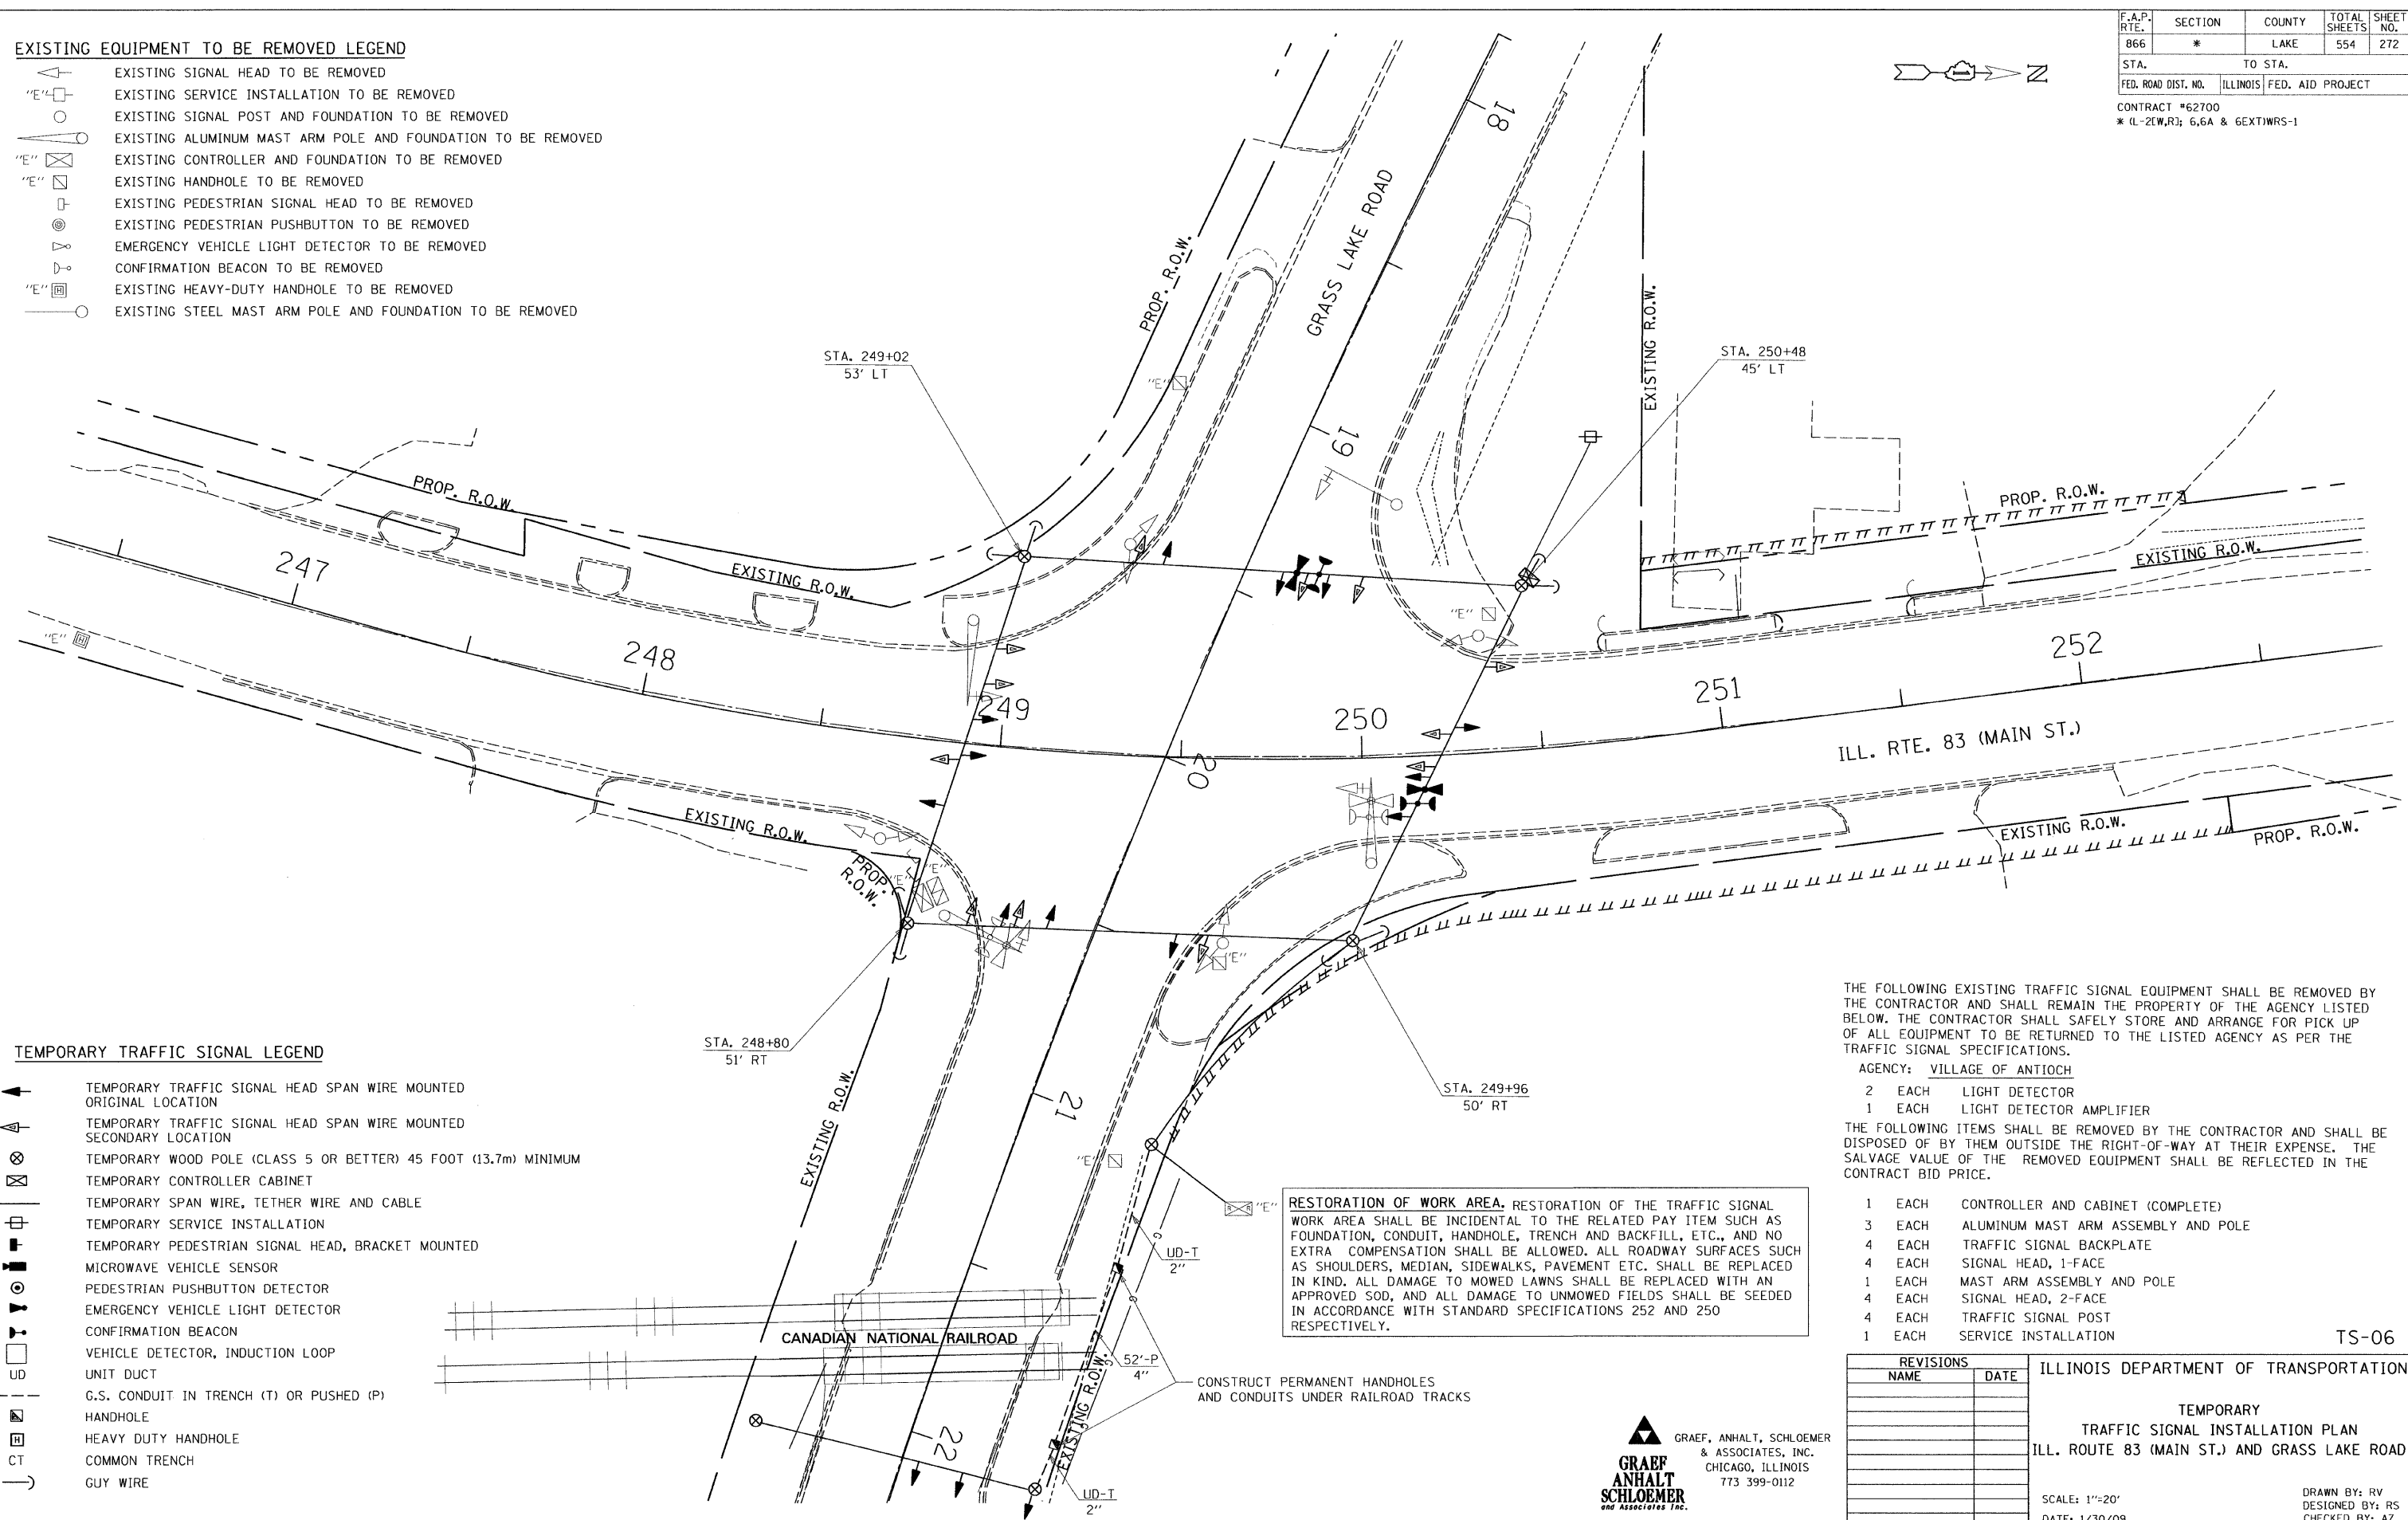 F.A.P. RTE. SECTION COUNTY TOTAL SHEETS SHEET NO.
866 * LAKE 554 272
STA. TO STA.
FED. ROAD DIST. NO. ILLINOIS FED. AID PROJECT
CONTRACT #62700
* (L-2[W,R]; 6,6A & 6EXT)WRS-1
N
EXISTING EQUIPMENT TO BE REMOVED LEGEND
EXISTING SIGNAL HEAD TO BE REMOVED
"E" EXISTING SERVICE INSTALLATION TO BE REMOVED
EXISTING SIGNAL POST AND FOUNDATION TO BE REMOVED
EXISTING ALUMINUM MAST ARM POLE AND FOUNDATION TO BE REMOVED
"E" EXISTING CONTROLLER AND FOUNDATION TO BE REMOVED
"E" EXISTING HANDHOLE TO BE REMOVED
EXISTING PEDESTRIAN SIGNAL HEAD TO BE REMOVED
EXISTING PEDESTRIAN PUSHBUTTON TO BE REMOVED
EMERGENCY VEHICLE LIGHT DETECTOR TO BE REMOVED
CONFIRMATION BEACON TO BE REMOVED
"E" H EXISTING HEAVY-DUTY HANDHOLE TO BE REMOVED
EXISTING STEEL MAST ARM POLE AND FOUNDATION TO BE REMOVED
18
GRASS LAKE ROAD
PROP. R.O.W.
EXISTING R.O.W.
STA. 249+02
53' LT
STA. 250+48
45' LT
"E"
19
PROP. R.O.W.
PROP. R.O.W.
EXISTING R.O.W.
EXISTING R.O.W.
247
"E" H
"E"
248
249
250
251
252
20
ILL. RTE. 83 (MAIN ST.)
EXISTING R.O.W.
EXISTING R.O.W.
PROP. R.O.W.
PROP. R.O.W.
"E"
"E"
"E"
STA. 248+80
51' RT
STA. 249+96
50' RT
21
EXISTING R.O.W.
"E"
"E"
UD-T
2''
G
G
CANADIAN NATIONAL RAILROAD
52'-P
4''
EXISTING R.O.W.
CONSTRUCT PERMANENT HANDHOLES
AND CONDUITS UNDER RAILROAD TRACKS
22
UD-T
2''
TEMPORARY TRAFFIC SIGNAL LEGEND
TEMPORARY TRAFFIC SIGNAL HEAD SPAN WIRE MOUNTED
ORIGINAL LOCATION
TEMPORARY TRAFFIC SIGNAL HEAD SPAN WIRE MOUNTED
SECONDARY LOCATION
TEMPORARY WOOD POLE (CLASS 5 OR BETTER) 45 FOOT (13.7m) MINIMUM
TEMPORARY CONTROLLER CABINET
TEMPORARY SPAN WIRE, TETHER WIRE AND CABLE
TEMPORARY SERVICE INSTALLATION
TEMPORARY PEDESTRIAN SIGNAL HEAD, BRACKET MOUNTED
MICROWAVE VEHICLE SENSOR
PEDESTRIAN PUSHBUTTON DETECTOR
EMERGENCY VEHICLE LIGHT DETECTOR
CONFIRMATION BEACON
VEHICLE DETECTOR, INDUCTION LOOP
UD UNIT DUCT
G.S. CONDUIT IN TRENCH (T) OR PUSHED (P)
HANDHOLE
H HEAVY DUTY HANDHOLE
CT COMMON TRENCH
GUY WIRE
RESTORATION OF WORK AREA. RESTORATION OF THE TRAFFIC SIGNAL
WORK AREA SHALL BE INCIDENTAL TO THE RELATED PAY ITEM SUCH AS
FOUNDATION, CONDUIT, HANDHOLE, TRENCH AND BACKFILL, ETC., AND NO
EXTRA COMPENSATION SHALL BE ALLOWED. ALL ROADWAY SURFACES SUCH
AS SHOULDERS, MEDIAN, SIDEWALKS, PAVEMENT ETC. SHALL BE REPLACED
IN KIND. ALL DAMAGE TO MOWED LAWNS SHALL BE REPLACED WITH AN
APPROVED SOD, AND ALL DAMAGE TO UNMOWED FIELDS SHALL BE SEEDED
IN ACCORDANCE WITH STANDARD SPECIFICATIONS 252 AND 250
RESPECTIVELY.
THE FOLLOWING EXISTING TRAFFIC SIGNAL EQUIPMENT SHALL BE REMOVED BY
THE CONTRACTOR AND SHALL REMAIN THE PROPERTY OF THE AGENCY LISTED
BELOW. THE CONTRACTOR SHALL SAFELY STORE AND ARRANGE FOR PICK UP
OF ALL EQUIPMENT TO BE RETURNED TO THE LISTED AGENCY AS PER THE
TRAFFIC SIGNAL SPECIFICATIONS.
AGENCY: VILLAGE OF ANTIOCH
2 EACH LIGHT DETECTOR
1 EACH LIGHT DETECTOR AMPLIFIER
THE FOLLOWING ITEMS SHALL BE REMOVED BY THE CONTRACTOR AND SHALL BE
DISPOSED OF BY THEM OUTSIDE THE RIGHT-OF-WAY AT THEIR EXPENSE. THE
SALVAGE VALUE OF THE REMOVED EQUIPMENT SHALL BE REFLECTED IN THE
CONTRACT BID PRICE.
1 EACH CONTROLLER AND CABINET (COMPLETE)
3 EACH ALUMINUM MAST ARM ASSEMBLY AND POLE
4 EACH TRAFFIC SIGNAL BACKPLATE
4 EACH SIGNAL HEAD, 1-FACE
1 EACH MAST ARM ASSEMBLY AND POLE
4 EACH SIGNAL HEAD, 2-FACE
4 EACH TRAFFIC SIGNAL POST
1 EACH SERVICE INSTALLATION
TS-06
GRAEF
ANHALT
SCHLOEMER
and Associates Inc.
GRAEF, ANHALT, SCHLOEMER
& ASSOCIATES, INC.
CHICAGO, ILLINOIS
773 399-0112
REVISIONS
NAME DATE
ILLINOIS DEPARTMENT OF TRANSPORTATION
TEMPORARY
TRAFFIC SIGNAL INSTALLATION PLAN
ILL. ROUTE 83 (MAIN ST.) AND GRASS LAKE ROAD
SCALE: 1''=20'
DATE: 1/30/09
DRAWN BY: RV
DESIGNED BY: RS
CHECKED BY: AZ